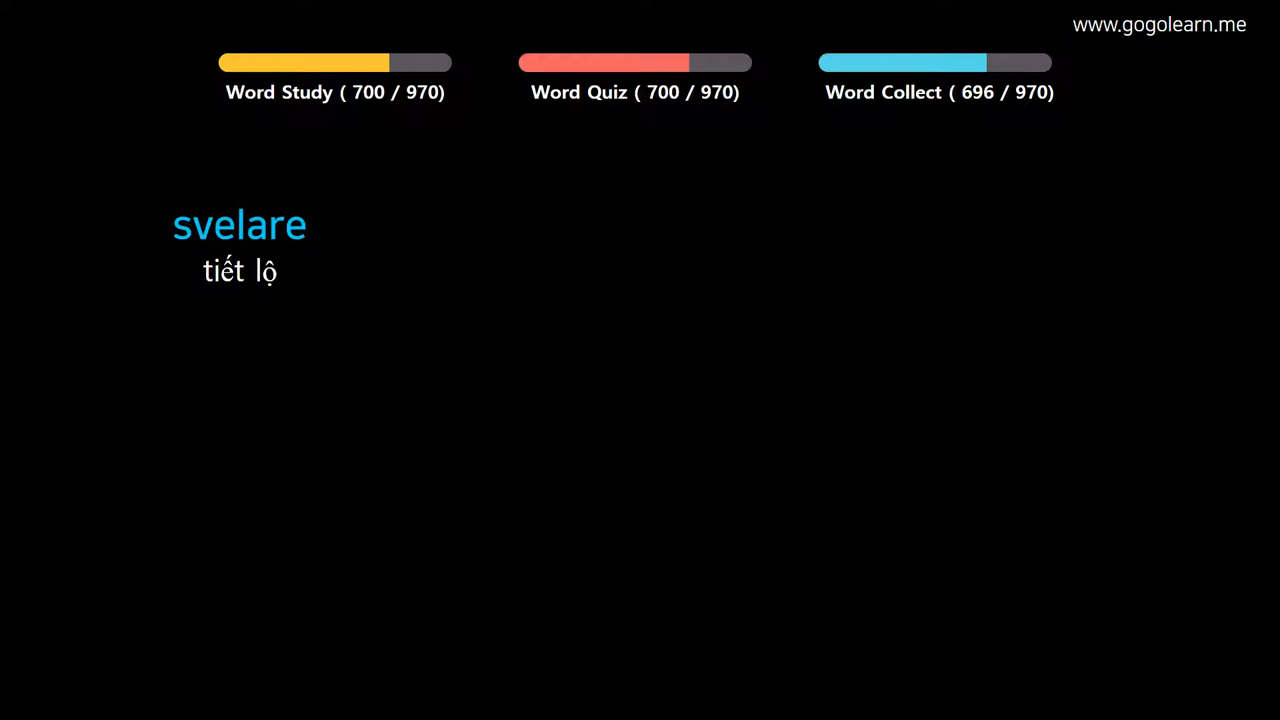 www.gogolearn.me
Word Study ( 700 / 970)
Word Quiz ( 700 / 970)
Word Collect ( 696 / 970)
svelare
tiết lộ